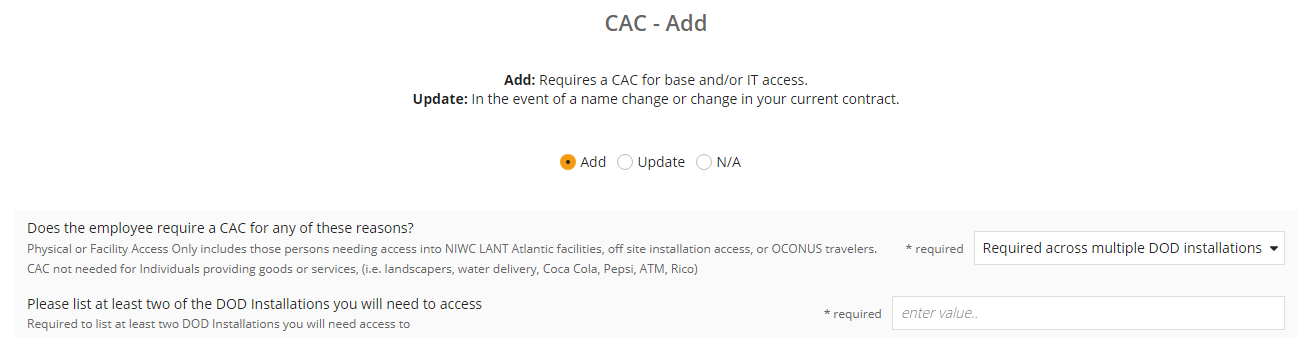 CAC - Add
Add: Requires a CAC for base and/or IT access.
Update: In the event of a name change or change in your current contract.
Add Update N/A
Does the employee require a CAC for any of these reasons?
Physical or Facility Access Only includes those persons needing access into NIWC LANT Atlantic facilities, off site installation access, or OCONUS travelers.
CAC not needed for Individuals providing goods or services, (i.e. landscapers, water delivery, Coca Cola, Pepsi, ATM, Rico)
* required
Required across multiple DOD installations
Please list at least two of the DOD Installations you will need to access
Required to list at least two DOD Installations you will need access to
* required
enter value..